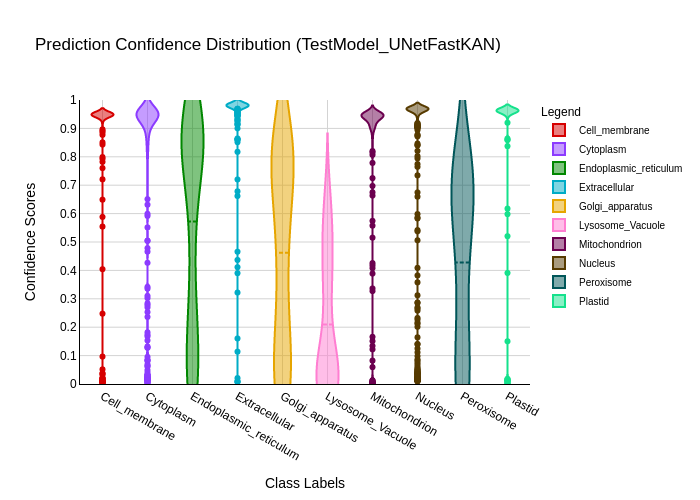 Prediction Confidence Distribution (TestModel_UNetFastKAN)
Confidence Scores
1
0.9
0.8
0.7
0.6
0.5
0.4
0.3
0.2
0.1
0
Cell_membrane
Cytoplasm
Endoplasmic_reticulum
Extracellular
Golgi_apparatus
Lysosome_Vacuole
Mitochondrion
Nucleus
Peroxisome
Plastid
Class Labels
Legend
Cell_membrane
Cytoplasm
Endoplasmic_reticulum
Extracellular
Golgi_apparatus
Lysosome_Vacuole
Mitochondrion
Nucleus
Peroxisome
Plastid